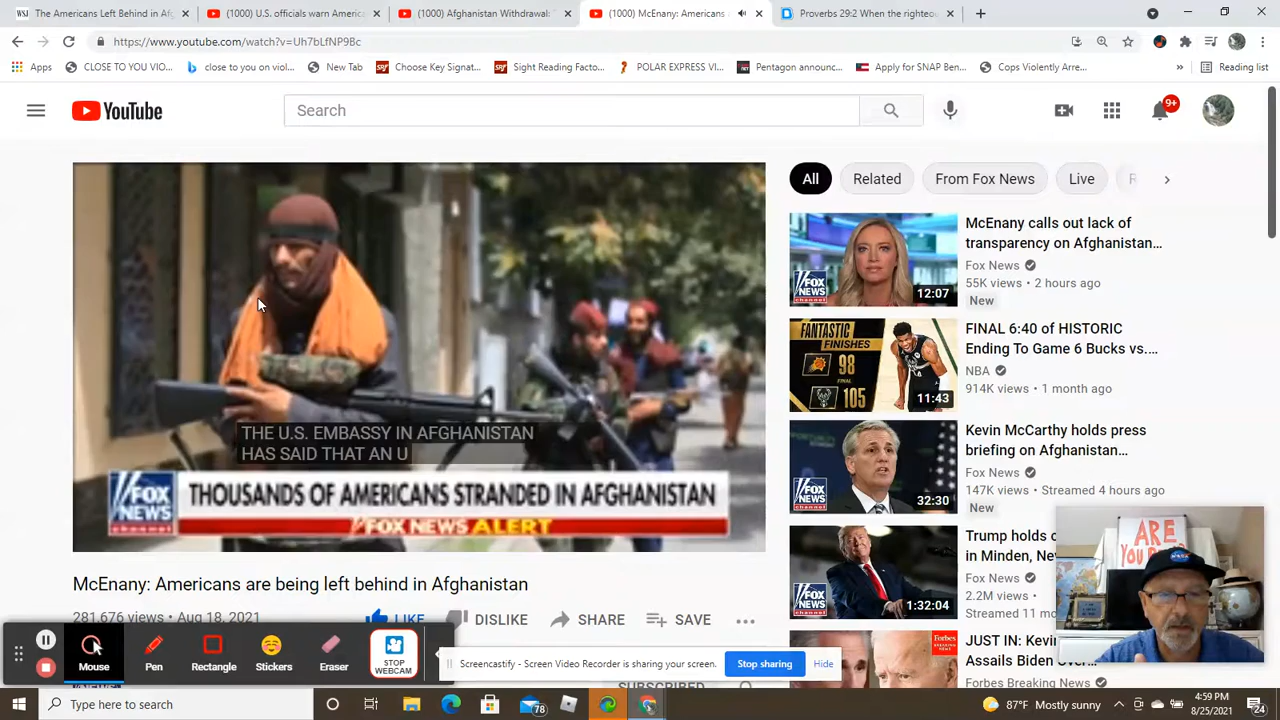 The Americans Left Behind in Afg
(1000) U.S. officials warn Americ
(1000) Afghanistan Withdrawal:
(1000) McEnany: Americans
Proverbs 29:2 When the righteou
https://www.youtube.com/watch?v=Uh7bLfNP9Bc
Apps
CLOSE TO YOU VIO...
close to you on viol...
New Tab
Choose Key Signat...
Sight Reading Facto...
POLAR EXPRESS VI...
Pentagon announc...
Apply for SNAP Ben...
Cops Violently Arre...
Reading list
YouTube
Search
9+
All
Related
From Fox News
Live
THE U.S. EMBASSY IN AFGHANISTAN
HAS SAID THAT AN U
FOX
NEWS
channel
THOUSANDS OF AMERICANS STRANDED IN AFGHANISTAN
FOX NEWS ALERT
McEnany: Americans are being left behind in Afghanistan
views • Aug 18, 2021
LIKE
DISLIKE
SHARE
SAVE
McEnany calls out lack of
transparency on Afghanistan...
Fox News
55K views • 2 hours ago
New
12:07
FINAL 6:40 of HISTORIC
Ending To Game 6 Bucks vs....
NBA
914K views • 1 month ago
FANTASTIC
FINISHES
98
FINAL
105
11:43
Kevin McCarthy holds press
briefing on Afghanistan...
Fox News
147K views • Streamed 4 hours ago
New
32:30
Trump holds
in Minden, Ne
Fox News
2.2M views •
Streamed 11 mo
1:32:04
JUST IN: Kevi
Assails Biden Over
Forbes Breaking News
Forbes
ARE
YOU
Mouse
Pen
Rectangle
Stickers
Eraser
STOP
WEBCAM
Screencastify - Screen Video Recorder is sharing your screen.
Stop sharing
Hide
SUBSCRIBED
Type here to search
78
87°F Mostly sunny
4:59 PM
8/25/2021
24